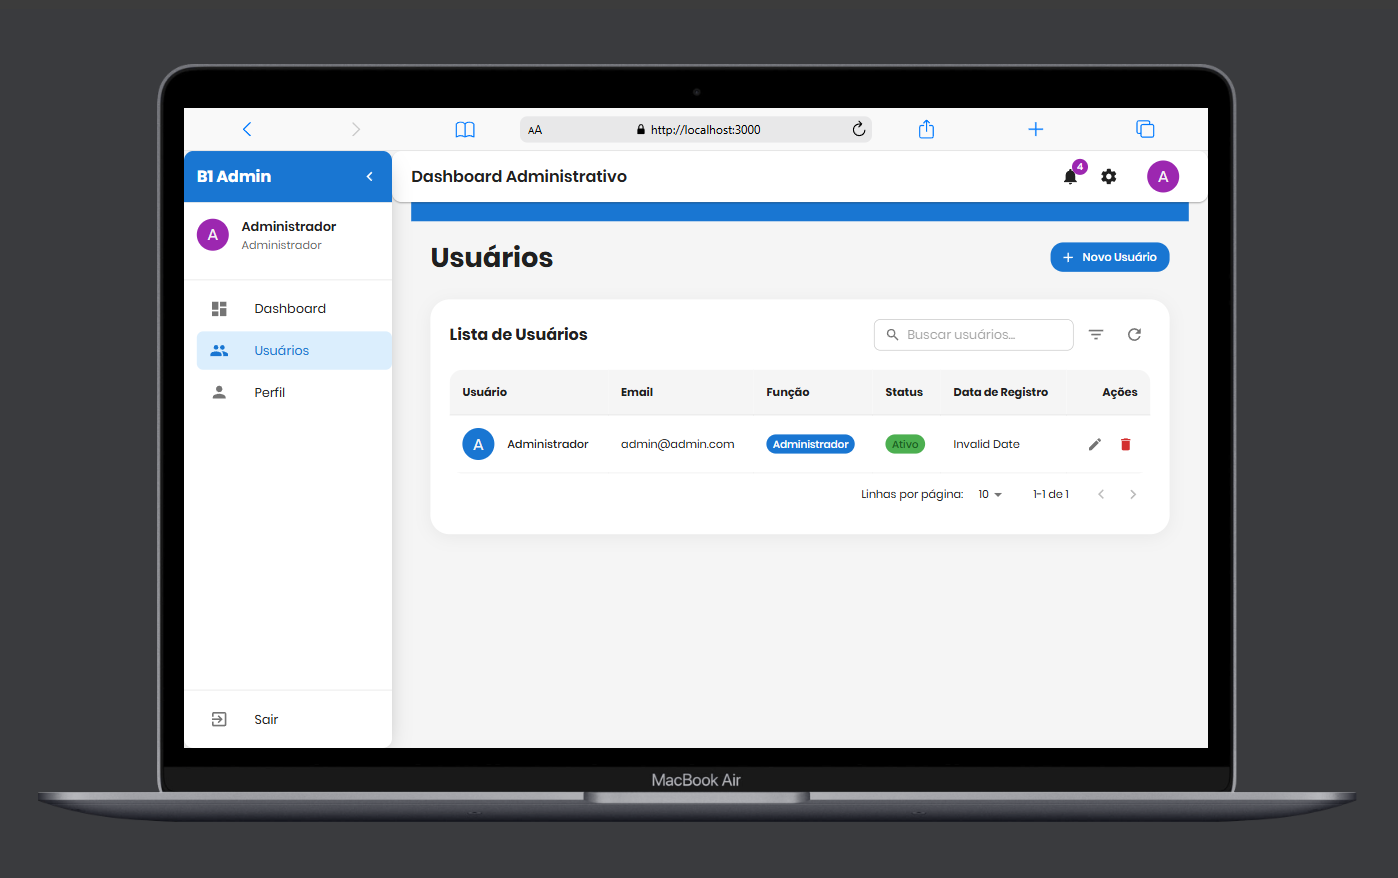 AA
http://localhost:3000
B1 Admin
Dashboard Administrativo
4
A
A
Administrador
Administrador
Dashboard
Usuários
Perfil
Sair
Usuários
Novo Usuário
Lista de Usuários
Buscar usuários...
Usuário Email Função Status Data de Registro Ações
A Administrador admin@admin.com Administrador Ativo Invalid Date
Linhas por página: 10 1-1 de 1
MacBook Air